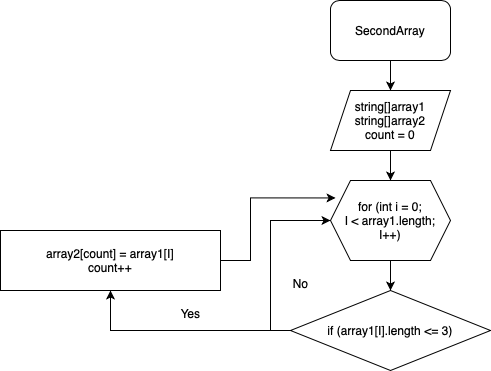 SecondArray
string[]array1
string[]array2
count = 0
for (int i = 0;
I < array1.length;
I++)
array2[count] = array1[I]
count++
No
Yes
if (array1[I].length <= 3)